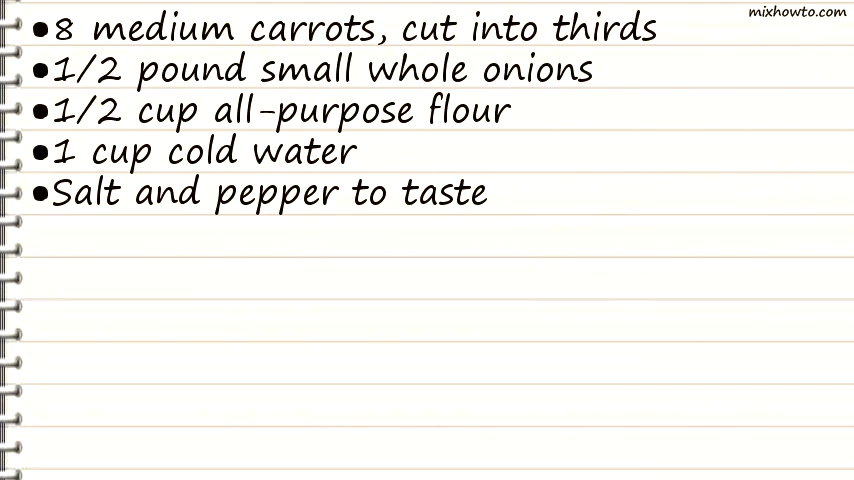 mixhowto.com
•8 medium carrots, cut into thirds
•1/2 pound small whole onions
•1/2 cup all-purpose flour
•1 cup cold water
•Salt and pepper to taste